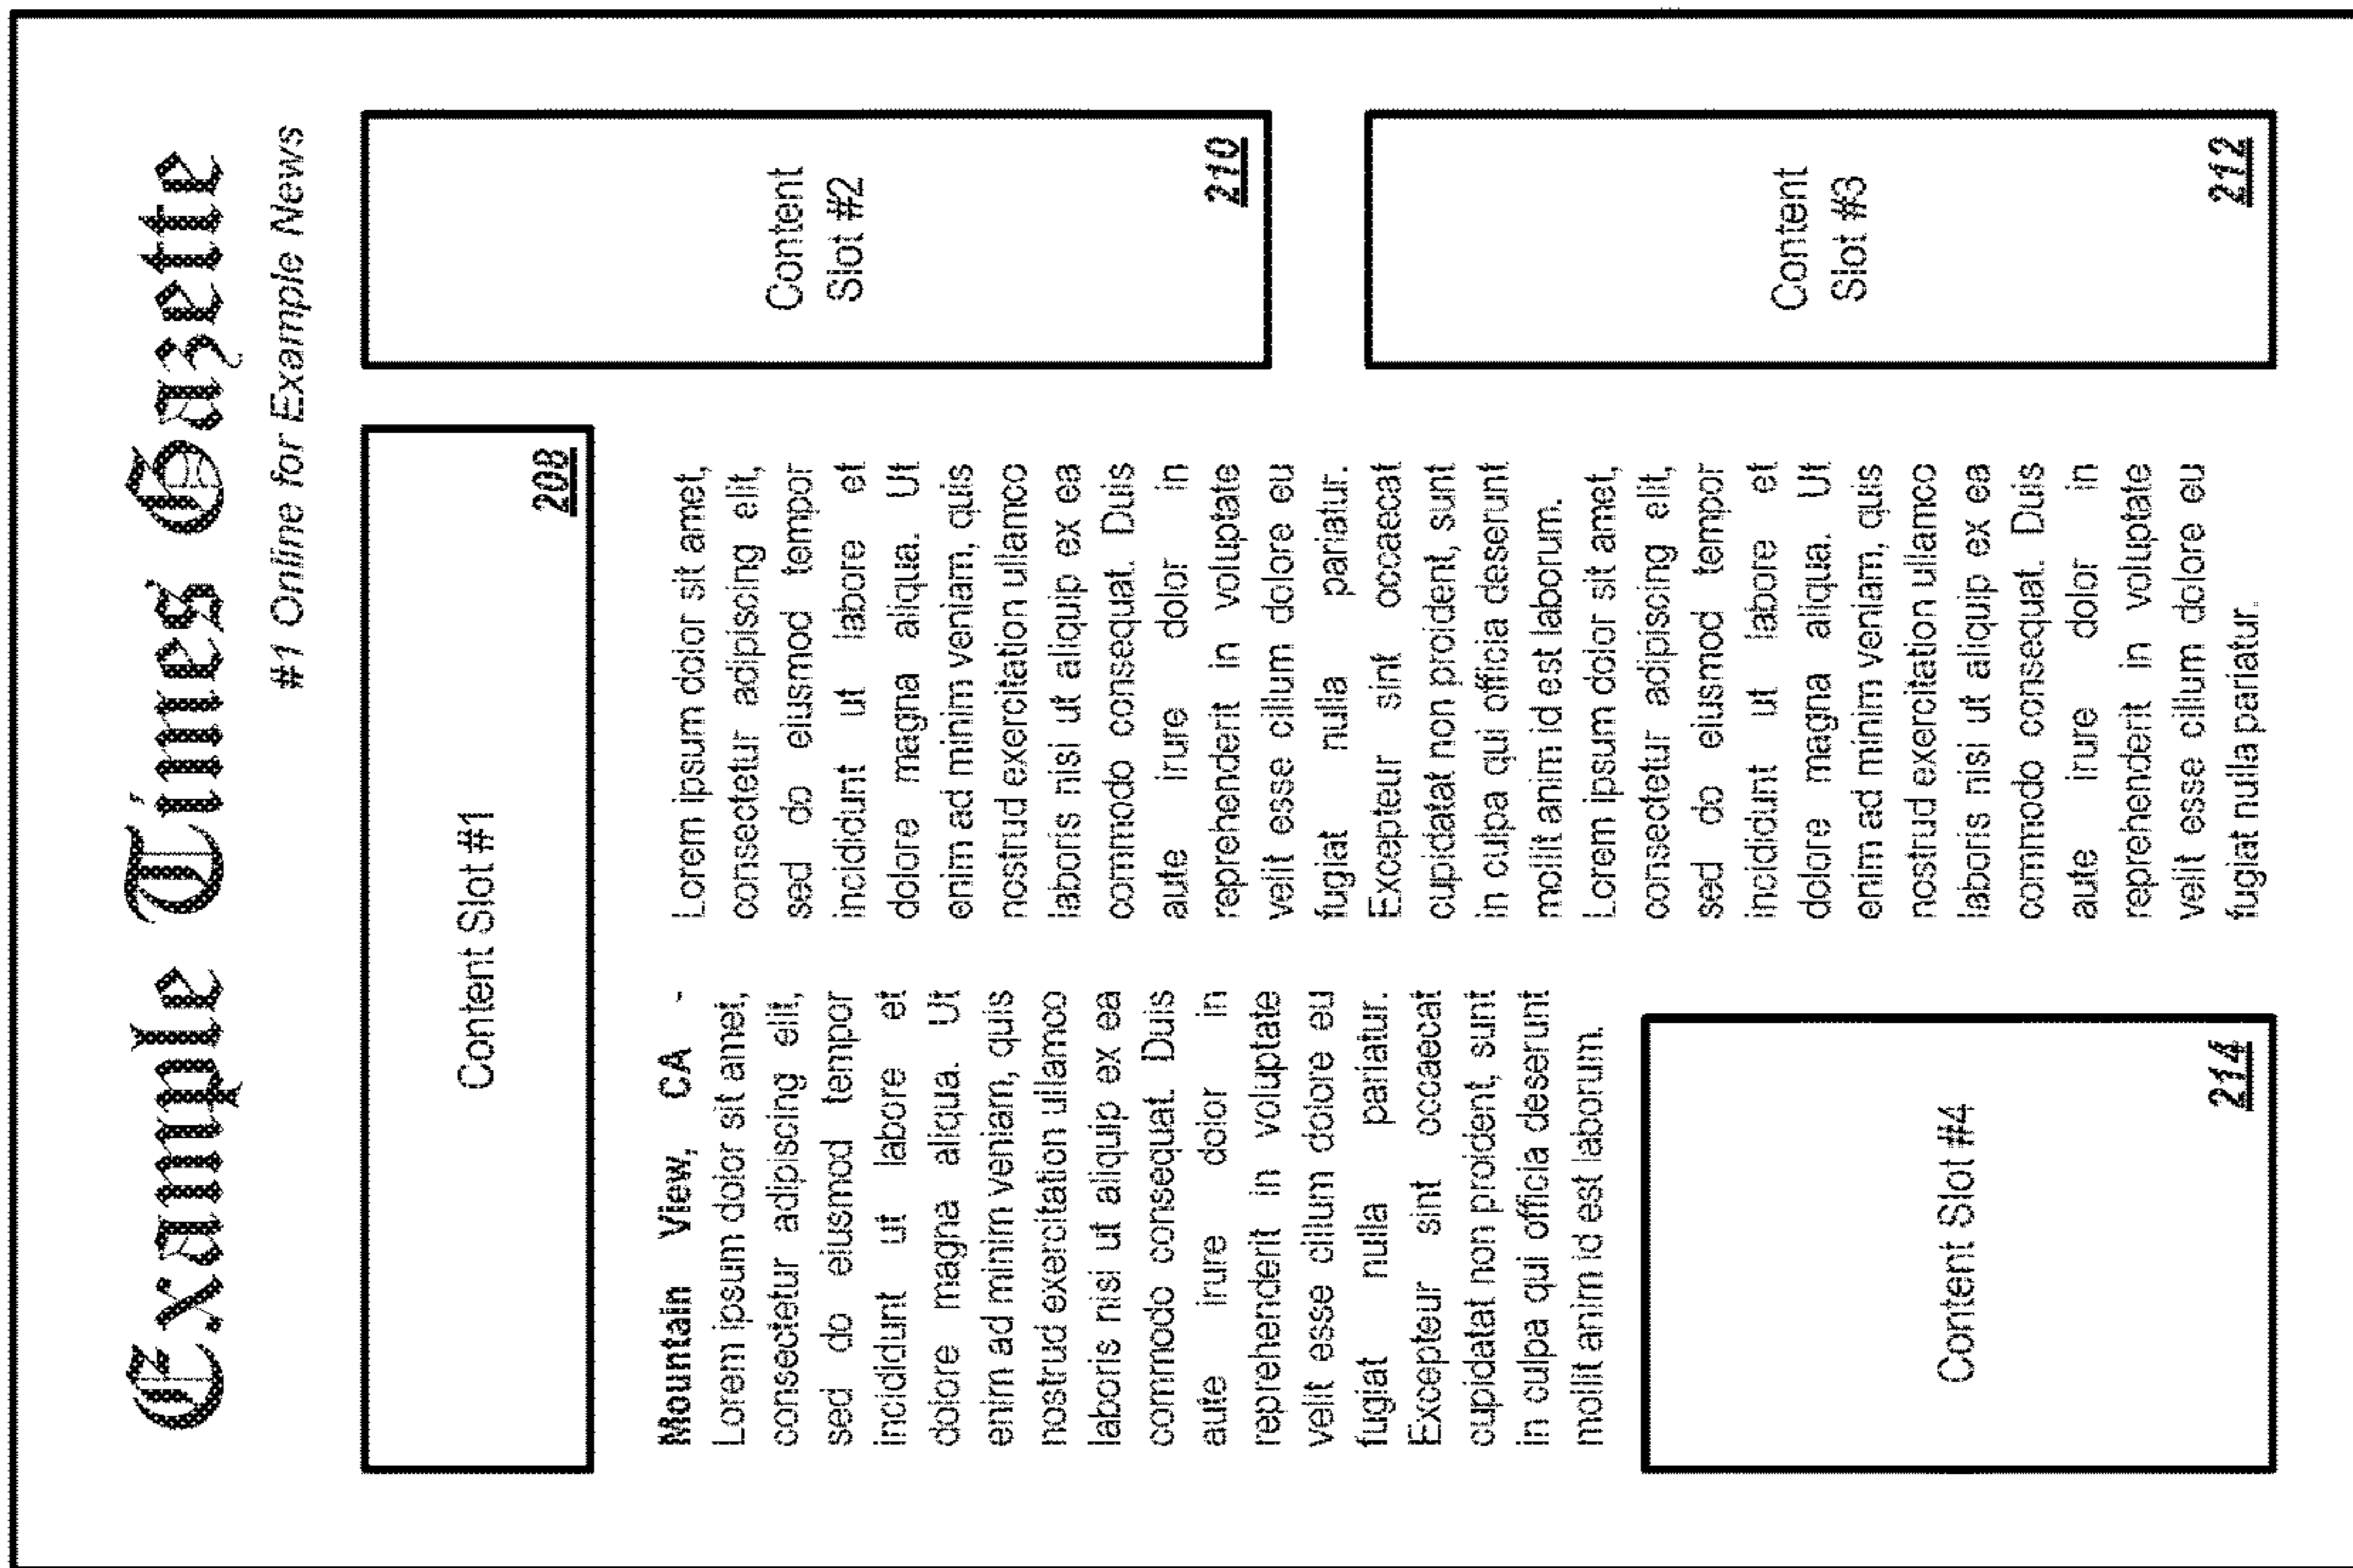 Example Times Gazette
#1 Online for Example News
Content Slot #1
208
Content
Slot #2
210
Content
Slot #3
212
Mountain View, CA -
Lorem ipsum dolor sit amet,
consectetur adipiscing elit,
sed do eiusmod tempor
incididunt ut labore et
dolore magna aliqua. Ut
enim ad minim veniam, quis
nostrud exercitation ullamco
laboris nisi ut aliquip ex ea
commodo consequat. Duis
aute irure dolor in
reprehenderit in voluptate
velit esse cillum dolore eu
fugiat nulla pariatur.
Excepteur sint occaecat
cupidatat non proident, sunt
in culpa qui officia deserunt
mollit anim id est laborum.
Content Slot #4
214
Lorem ipsum dolor sit amet,
consectetur adipiscing elit,
sed do eiusmod tempor
incididunt ut labore et
dolore magna aliqua. Ut
enim ad minim veniam, quis
nostrud exercitation ullamco
laboris nisi ut aliquip ex ea
commodo consequat. Duis
aute irure dolor in
reprehenderit in voluptate
velit esse cillum dolore eu
fugiat nulla pariatur.
Excepteur sint occaecat
cupidatat non proident, sunt
in culpa qui officia deserunt
mollit anim id est laborum.
Lorem ipsum dolor sit amet,
consectetur adipiscing elit,
sed do eiusmod tempor
incididunt ut labore et
dolore magna aliqua. Ut
enim ad minim veniam, quis
nostrud exercitation ullamco
laboris nisi ut aliquip ex ea
commodo consequat. Duis
aute irure dolor in
reprehenderit in voluptate
velit esse cillum dolore eu
fugiat nulla pariatur.